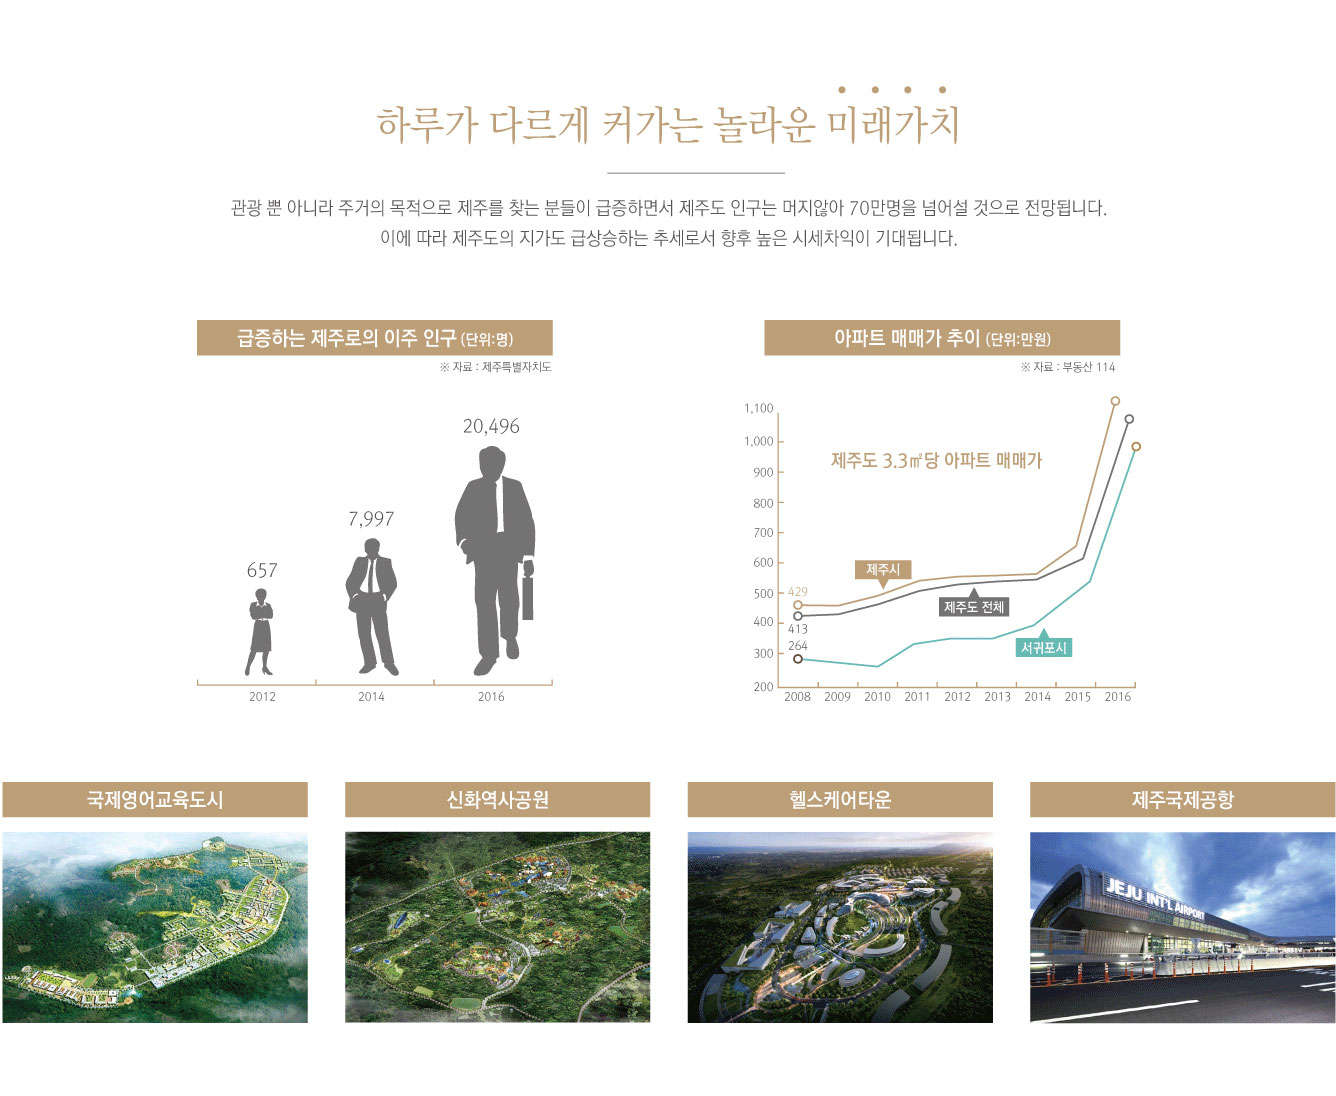 하루가 다르게 커가는 놀라운 미래가치
관광 뿐 아니라 주거의 목적으로 제주를 찾는 분들이 급증하면서 제주도 인구는 머지않아 70만명을 넘어설 것으로 전망됩니다.
이에 따라 제주도의 지가도 급상승하는 추세로서 향후 높은 시세차익이 기대됩니다.
급증하는 제주로의 이주 인구 (단위:명)
※ 자료 : 제주특별자치도
20,496
7,997
657
2012 2014 2016
아파트 매매가 추이 (단위:만원)
※ 자료 : 부동산 114
제주도 3.3㎡당 아파트 매매가
1,100
1,000
900
800
700
600
500
400
300
200
제주시
429
제주도 전체
413
264
서귀포시
2008 2009 2010 2011 2012 2013 2014 2015 2016
국제영어교육도시
신화역사공원
헬스케어타운
제주국제공항
JEJU INT'L AIRPORT